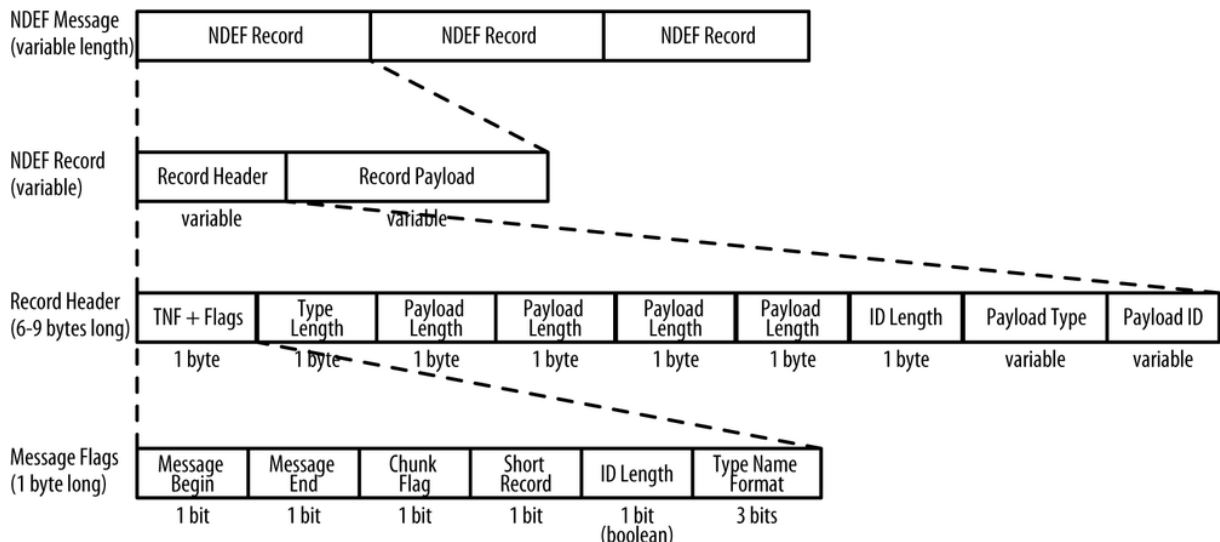 NDEF Message
(variable length)
NDEF Record
NDEF Record
NDEF Record
NDEF Record
(variable)
Record Header
Record Payload
variable
variable
Record Header
(6-9 bytes long)
TNF + Flags
Type
Length
Payload
Length
Payload
Length
Payload
Length
Payload
Length
ID Length
Payload Type
Payload ID
1 byte
1 byte
1 byte
1 byte
1 byte
1 byte
1 byte
variable
variable
Message Flags
(1 byte long)
Message
Begin
Message
End
Chunk
Flag
Short
Record
ID Length
Type Name
Format
1 bit
1 bit
1 bit
1 bit
1 bit
(boolean)
3 bits